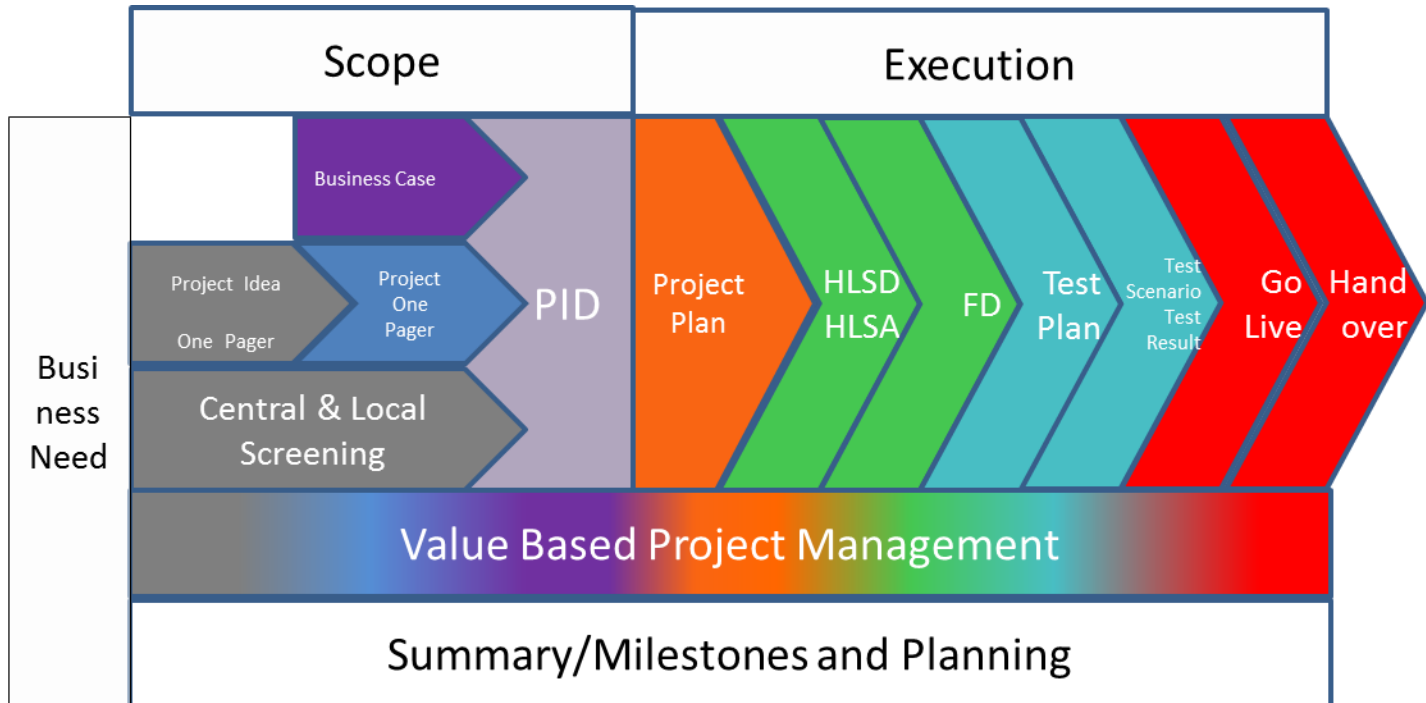 Scope
Execution
Business Case
Project Idea
One Pager
Project
One
Pager
PID
Central & Local
Screening
Busi
ness
Need
Project
Plan
HLSD
HLSA
FD
Test
Plan
Test
Scenario
Test
Result
Go
Live
Hand
over
Value Based Project Management
Summary/Milestones and Planning